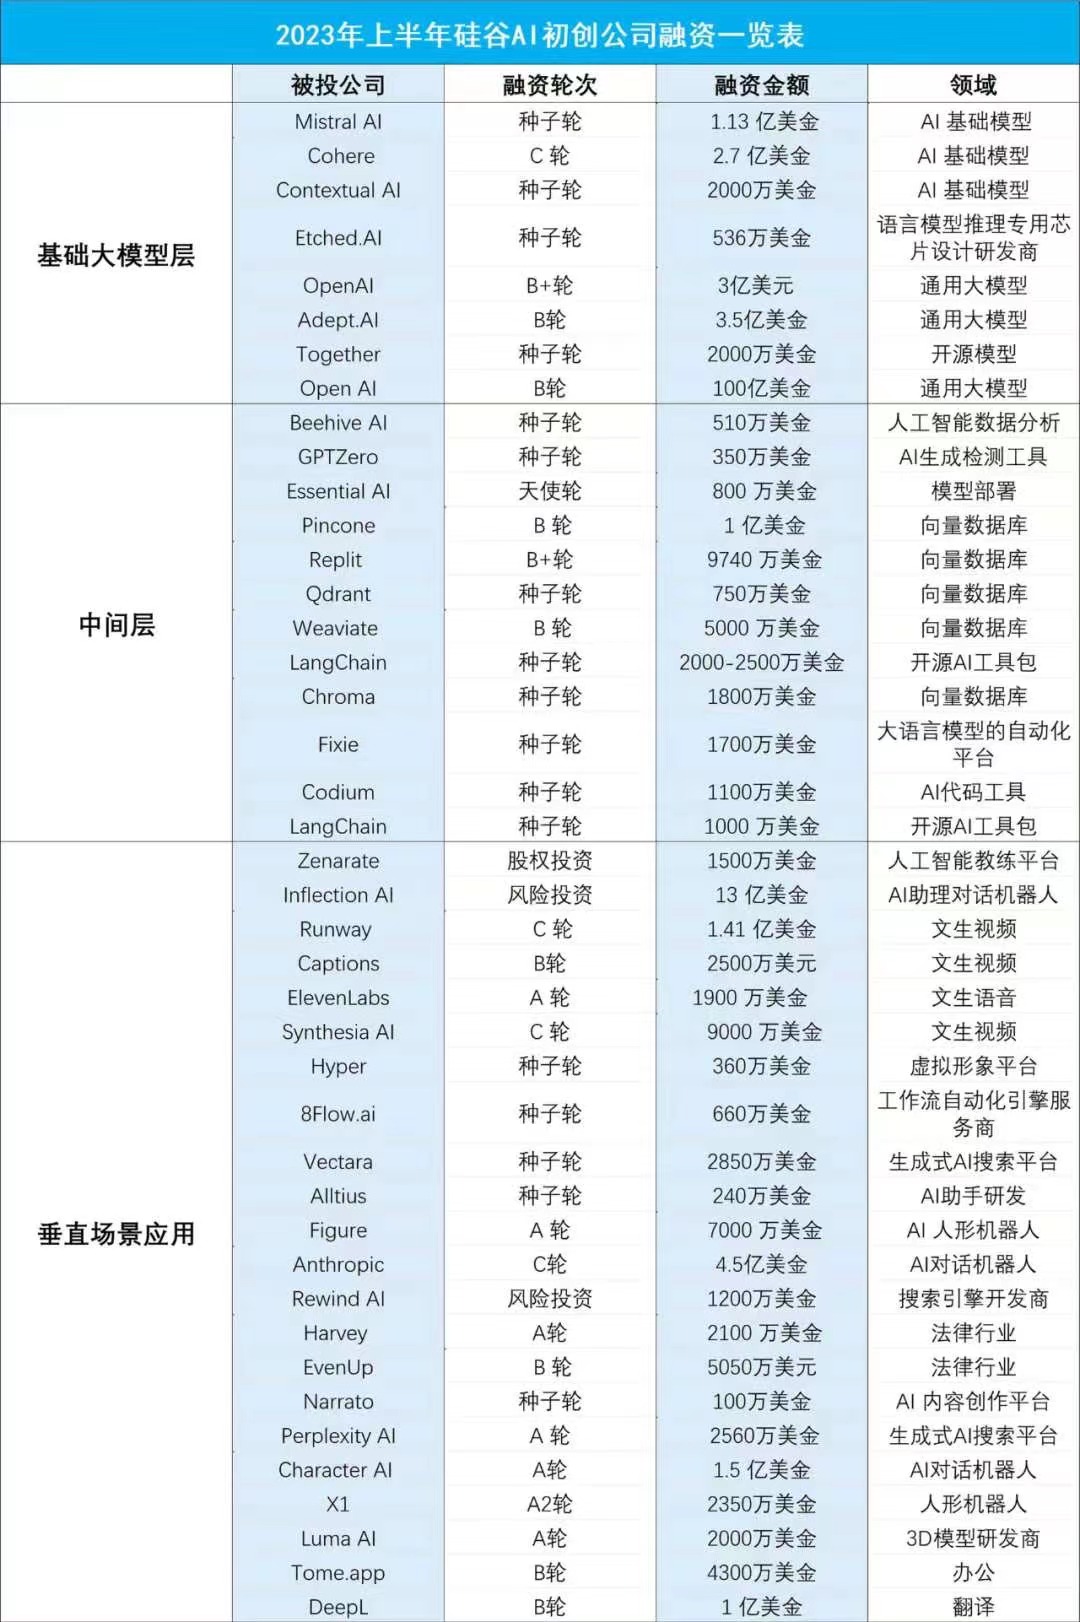 2023年上半年硅谷AI初创公司融资一览表
被投公司 融资轮次 融资金额 领域
基础大模型层
Mistral AI 种子轮 1.13 亿美金 AI 基础模型
Cohere C 轮 2.7 亿美金 AI 基础模型
Contextual AI 种子轮 2000万美金 AI 基础模型
Etched.AI 种子轮 536万美金 语言模型推理专用芯
片设计研发商
OpenAI B+轮 3亿美元 通用大模型
Adept.AI B轮 3.5亿美金 通用大模型
Together 种子轮 2000万美金 开源模型
Open AI B轮 100亿美金 通用大模型
中间层
Beehive AI 种子轮 510万美金 人工智能数据分析
GPTZero 种子轮 350万美金 AI生成检测工具
Essential AI 天使轮 800 万美金 模型部署
Pincone B 轮 1 亿美金 向量数据库
Replit B+轮 9740 万美金 向量数据库
Qdrant 种子轮 750万美金 向量数据库
Weaviate B 轮 5000 万美金 向量数据库
LangChain 种子轮 2000-2500万美金 开源AI工具包
Chroma 种子轮 1800万美金 向量数据库
Fixie 种子轮 1700万美金 大语言模型的自动化
平台
Codium 种子轮 1100万美金 AI代码工具
LangChain 种子轮 1000 万美金 开源AI工具包
垂直场景应用
Zenarate 股权投资 1500万美金 人工智能教练平台
Inflection AI 风险投资 13 亿美金 AI助理对话机器人
Runway C 轮 1.41 亿美金 文生视频
Captions B轮 2500万美元 文生视频
ElevenLabs A 轮 1900 万美金 文生语音
Synthesia AI C 轮 9000 万美金 文生视频
Hyper 种子轮 360万美金 虚拟形象平台
8Flow.ai 种子轮 660万美金 工作流自动化引擎服
务商
Vectara 种子轮 2850万美金 生成式AI搜索平台
Alltius 种子轮 240万美金 AI助手研发
Figure A 轮 7000 万美金 AI 人形机器人
Anthropic C轮 4.5亿美金 AI对话机器人
Rewind AI 风险投资 1200万美金 搜索引擎开发商
Harvey A轮 2100 万美金 法律行业
EvenUp B 轮 5050万美元 法律行业
Narrato 种子轮 100万美金 AI 内容创作平台
Perplexity AI A 轮 2560万美金 生成式AI搜索平台
Character AI A轮 1.5 亿美金 AI对话机器人
X1 A2轮 2350万美金 人形机器人
Luma AI A轮 2000万美金 3D模型研发商
Tome.app B轮 4300万美金 办公
DeepL B轮 1 亿美金 翻译